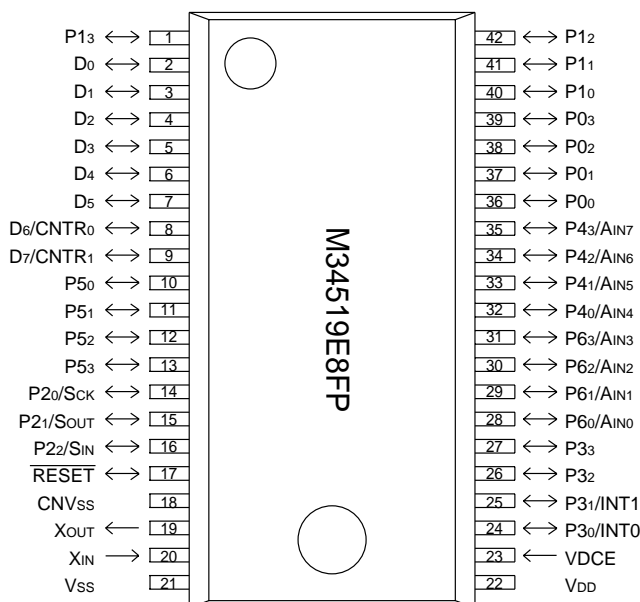 P13 1 42 P12
D0 2 41 P11
D1 3 40 P10
D2 4 39 P03
D3 5 38 P02
D4 6 37 P01
D5 7 36 P00
D6/CNTR0 8 35 P43/AIN7
D7/CNTR1 9 34 P42/AIN6
P50 10 33 P41/AIN5
P51 11 32 P40/AIN4
P52 12 31 P63/AIN3
P53 13 30 P62/AIN2
P20/SCK 14 29 P61/AIN1
P21/SOUT 15 28 P60/AIN0
P22/SIN 16 27 P33
RESET 17 26 P32
CNVSS 18 25 P31/INT1
XOUT 19 24 P30/INT0
XIN 20 23 VDCE
VSS 21 22 VDD
M34519E8FP